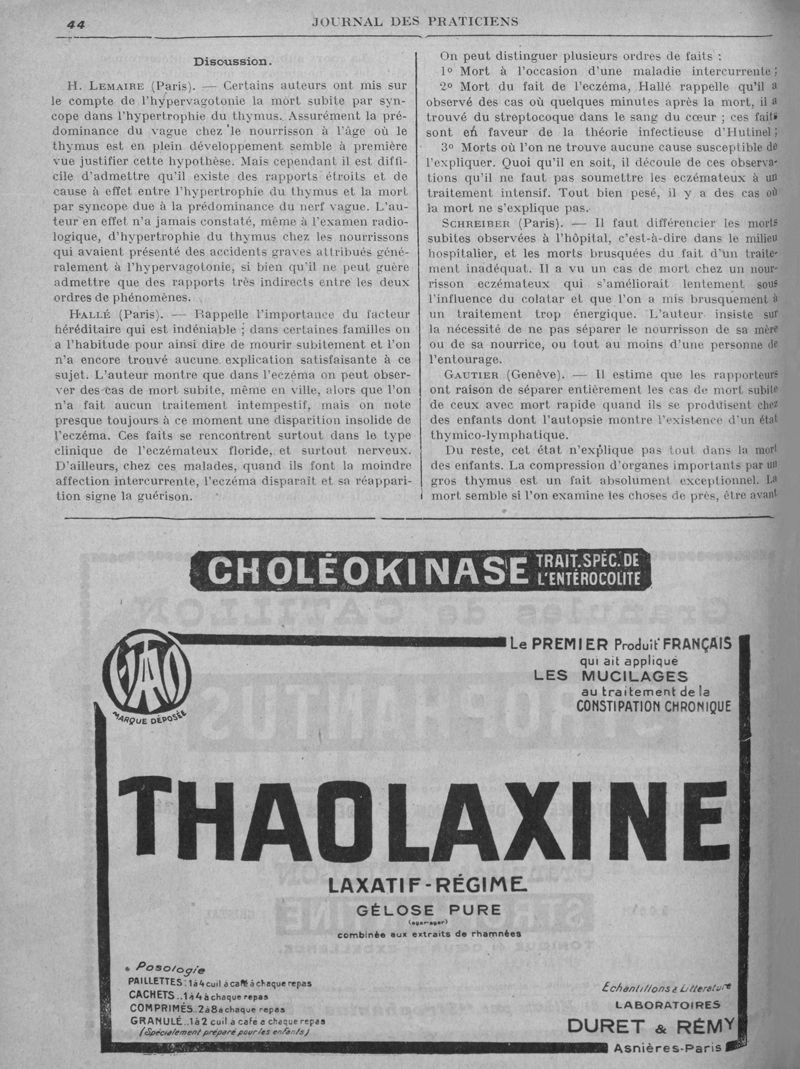 44
JOURNAL DES PRATICIENS
Discussion.
H. LEMAIRE (Paris). — Certains auteurs ont mis sur
le compte de l'hypervagotonie la mort subite par syn-
cope dans l'hypertrophie du thymus. Assurément la pré-
dominance du vague chez le nourrisson à l'âge où le
thymus est en plein développement semble à première
vue justifier cette hypothèse. Mais cependant il est diffi-
cile d'admettre qu'il existe des rapports étroits et de
cause à effet entre l'hypertrophie du thymus et la mort
par syncope due à la prédominance du nerf vague. L'au-
teur en effet n'a jamais constaté, même à l'examen radio-
logique, d'hypertrophie du thymus chez les nourrissons
qui avaient présenté des accidents graves attribués géné-
ralement à l'hypervagotonie, si bien qu'il ne peut guère
admettre que des rapports très indirects entre les deux
ordres de phénomènes.
HALLÉ (Paris). — Rappelle l'importance du facteur
héréditaire qui est indéniable ; dans certaines familles on
a l'habitude pour ainsi dire de mourir subitement et l'on
n'a encore trouvé aucune explication satisfaisante à ce
sujet. L'auteur montre que dans l'eczéma on peut obser-
ver des cas de mort subite, même en ville, alors que l'on
n'a fait aucun traitement intempestif, mais on note
presque toujours à ce moment une disparition insolide de
l'eczéma. Ces faits se rencontrent surtout dans le type
clinique de l'eczémateux floride, et surtout nerveux.
D'ailleurs, chez ces malades, quand ils font la moindre
affection intercurrente, l'eczéma disparaît et sa réappari-
tion signe la guérison.
On peut distinguer plusieurs ordres de faits :
1° Mort à l'occasion d'une maladie intercurrente ;
2° Mort du fait de l'eczéma, Hallé rappelle qu'il a
observé des cas où quelques minutes après la mort, il a
trouvé du streptocoque dans le sang du cœur ; ces faits
sont en faveur de la théorie infectieuse d'Hutinel ;
3° Morts où l'on ne trouve aucune cause susceptible de
l'expliquer. Quoi qu'il en soit, il découle de ces observa-
tions qu'il ne faut pas soumettre les eczémateux à un
traitement intensif. Tout bien pesé, il y a des cas où
la mort ne s'explique pas.
SCHREIBER (Paris). — Il faut différencier les morts
subites observées à l'hôpital, c'est-à-dire dans le milieu
hospitalier, et les morts brusquées du fait d'un traite-
ment inadéquat. Il a vu un cas de mort chez un nour-
risson eczémateux qui s'améliorait lentement sous
l'influence du colatar et que l'on a mis brusquement à
un traitement trop énergique. L'auteur insiste sur
la nécessité de ne pas séparer le nourrisson de sa mère
ou de sa nourrice, ou tout au moins d'une personne de
l'entourage.
GAUTIER (Genève). — Il estime que les rapporteurs
ont raison de séparer entièrement les cas de mort subite
de ceux avec mort rapide quand ils se produisent chez
des enfants dont l'autopsie montre l'existence d'un état
thymico-lymphatique.
Du reste, cet état n'explique pas tout dans la mort
des enfants. La compression d'organes importants par un
gros thymus est un fait absolument exceptionnel. La
mort semble si l'on examine les choses de près, être avant
CHOLÉOKINASE TRAIT. SPÉC. DE
L'ENTÉROCOLITE
MARQUE DÉPOSÉE
Le PREMIER Produit FRANÇAIS
qui ait appliqué
LES MUCILAGES
au traitement de la
CONSTIPATION CHRONIQUE
THAOLAXINE
LAXATIF-RÉGIME
GÉLOSE PURE
(agar-agar)
combinée aux extraits de rhamnées
Posologie
PAILLETTES: 1 à 4 cuil à café à chaque repas
CACHETS .. 1 à 4 à chaque repas
COMPRIMÉS 2 à 8 à chaque repas
GRANULÉ .. 1 à 2 cuil à café à chaque repas
(Spécialement préparé pour les enfants)
Échantillons & Littérature
LABORATOIRES
DURET & RÉMY
Asnières-Paris